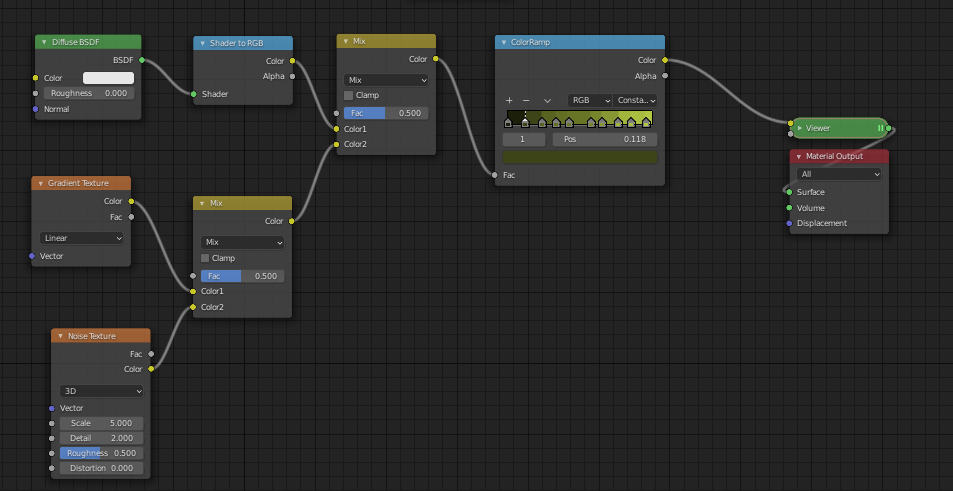 Diffuse BSDF
BSDF
Color
Roughness 0.000
Normal
Shader to RGB
Color
Alpha
Shader
Mix
Color
Mix
Clamp
Fac 0.500
Color1
Color2
ColorRamp
Color
Alpha
+ − RGB Consta..
1 Pos 0.118
Fac
Viewer
Material Output
All
Surface
Volume
Displacement
Gradient Texture
Color
Fac
Linear
Vector
Mix
Color
Mix
Clamp
Fac 0.500
Color1
Color2
Noise Texture
Fac
Color
3D
Vector
Scale 5.000
Detail 2.000
Roughness 0.500
Distortion 0.000